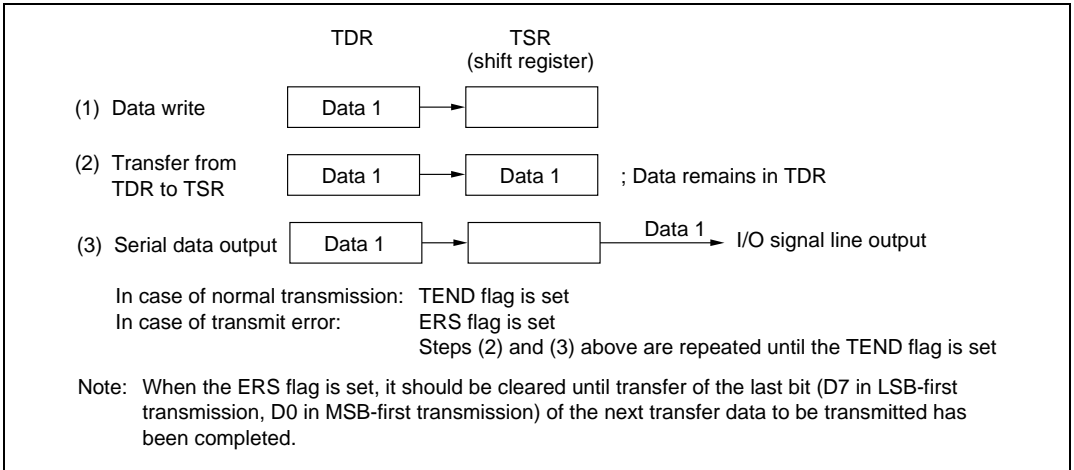 TDR TSR
(shift register)
(1) Data write Data 1
(2) Transfer from
TDR to TSR Data 1 Data 1 ; Data remains in TDR
(3) Serial data output Data 1 Data 1 I/O signal line output
In case of normal transmission: TEND flag is set
In case of transmit error: ERS flag is set
Steps (2) and (3) above are repeated until the TEND flag is set
Note: When the ERS flag is set, it should be cleared until transfer of the last bit (D7 in LSB-first
transmission, D0 in MSB-first transmission) of the next transfer data to be transmitted has
been completed.